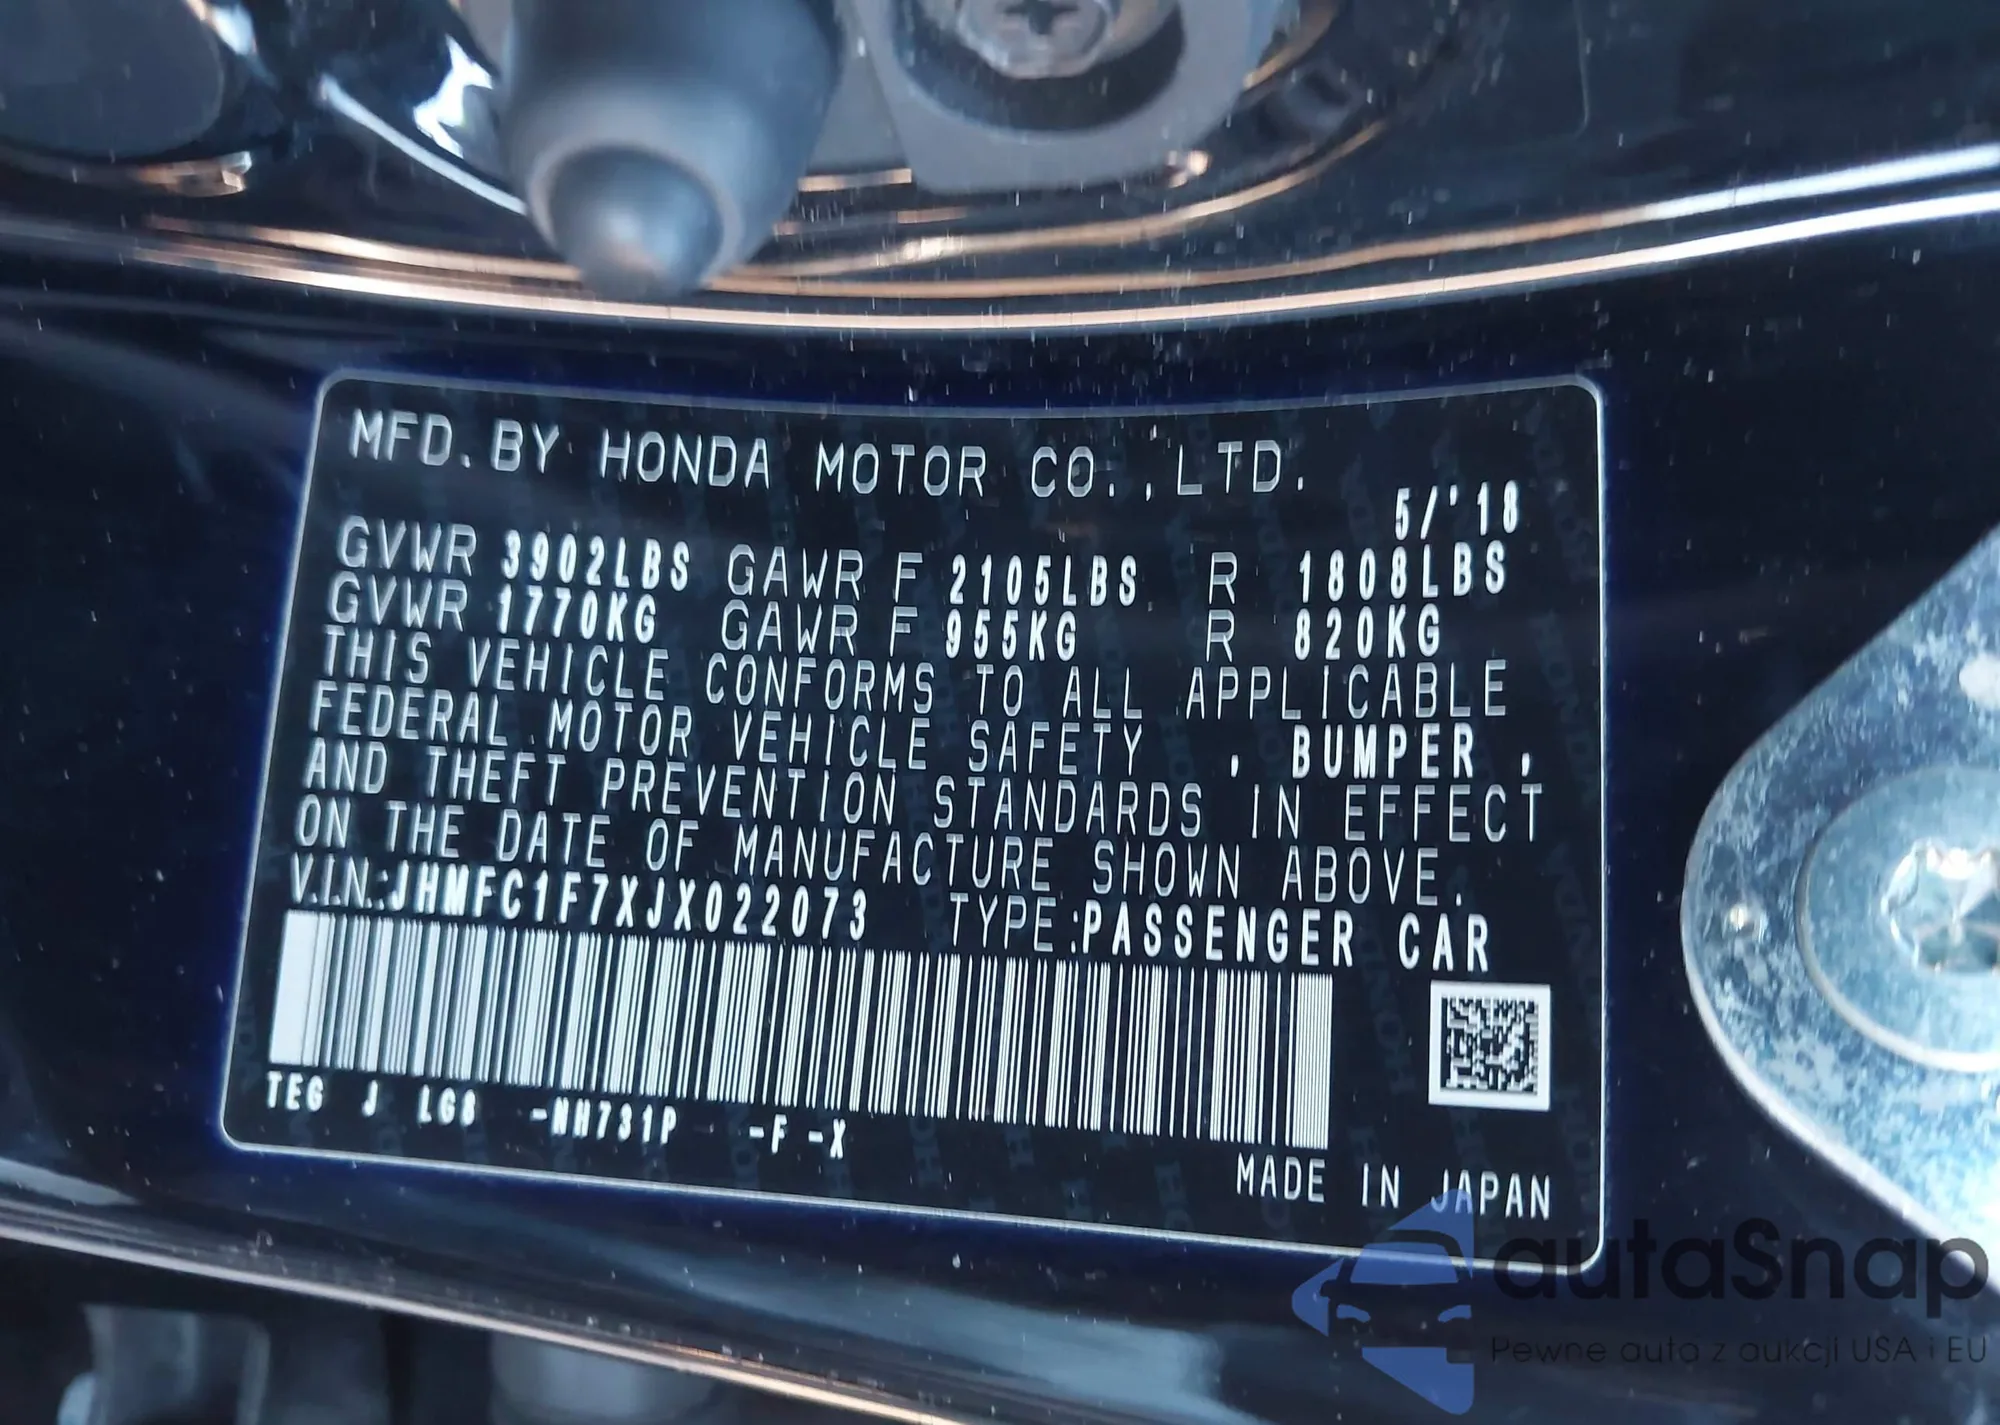 MFD. BY HONDA MOTOR CO., LTD.
5/'18
GVWR 3902LBS GAWR F 2105LBS R 1808LBS
GVWR 1770KG GAWR F 955KG R 820KG
THIS VEHICLE CONFORMS TO ALL APPLICABLE
FEDERAL MOTOR VEHICLE SAFETY , BUMPER ,
AND THEFT PREVENTION STANDARDS IN EFFECT
ON THE DATE OF MANUFACTURE SHOWN ABOVE.
V.I.N.:JHMFC1F7XJX022073 TYPE:PASSENGER CAR
TEG J LG8 -NH731P -F -X
MADE IN JAPAN
autaSnap
Pewne auto z aukcji USA i EU